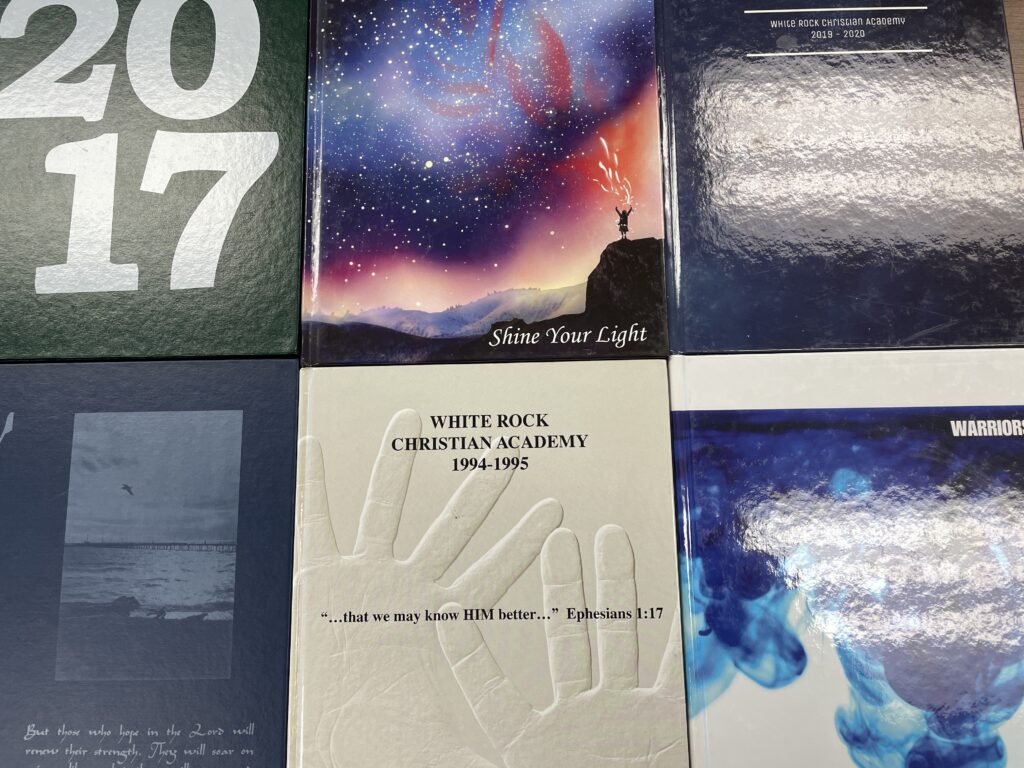 20
17
Shine Your Light
White Rock Christian Academy
2019 - 2020
But those who hope in the Lord will
renew their strength. They will soar on
WHITE ROCK
CHRISTIAN ACADEMY
1994-1995
“...that we may know HIM better...” Ephesians 1:17
WARRIORS